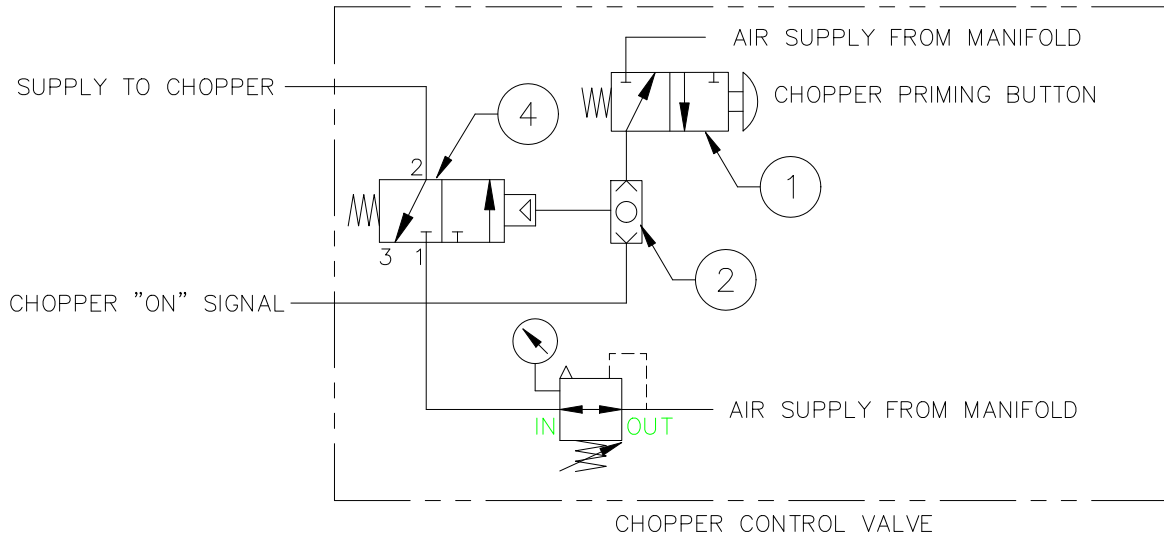 AIR SUPPLY FROM MANIFOLD
SUPPLY TO CHOPPER
CHOPPER PRIMING BUTTON
4
1
2
3 1
2
CHOPPER ”ON” SIGNAL
AIR SUPPLY FROM MANIFOLD
IN OUT
CHOPPER CONTROL VALVE